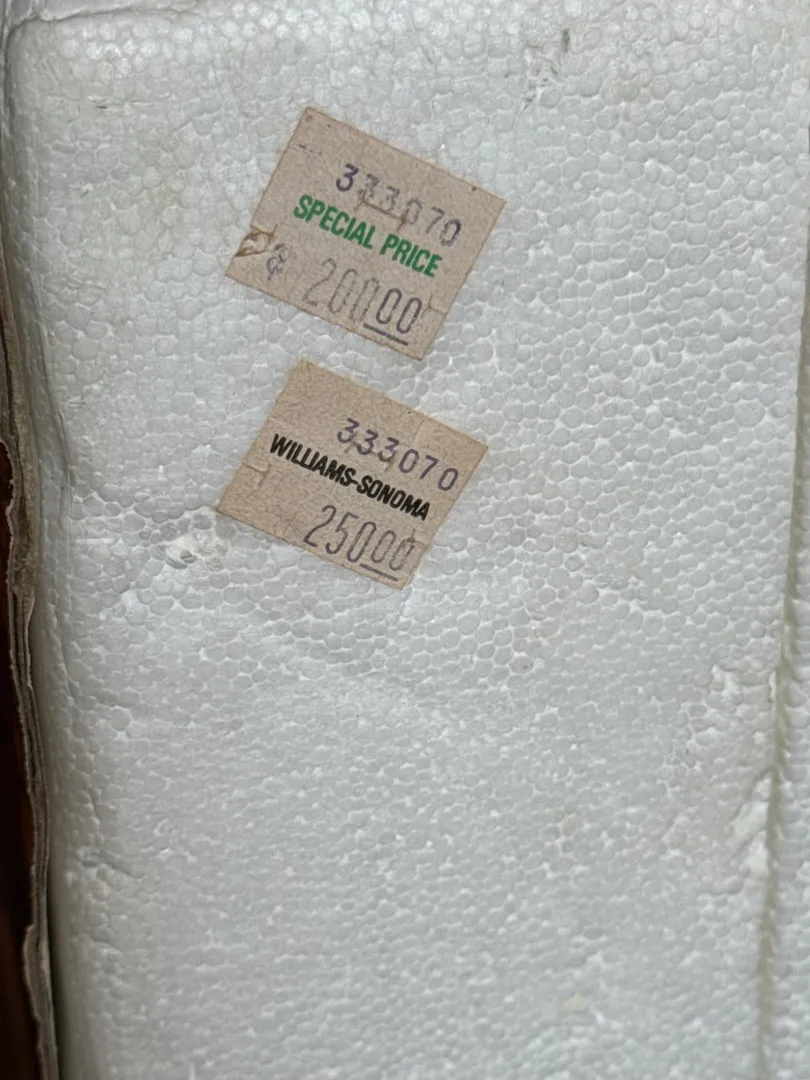 333070
SPECIAL PRICE
200.00
333070
WILLIAMS-SONOMA
250.00